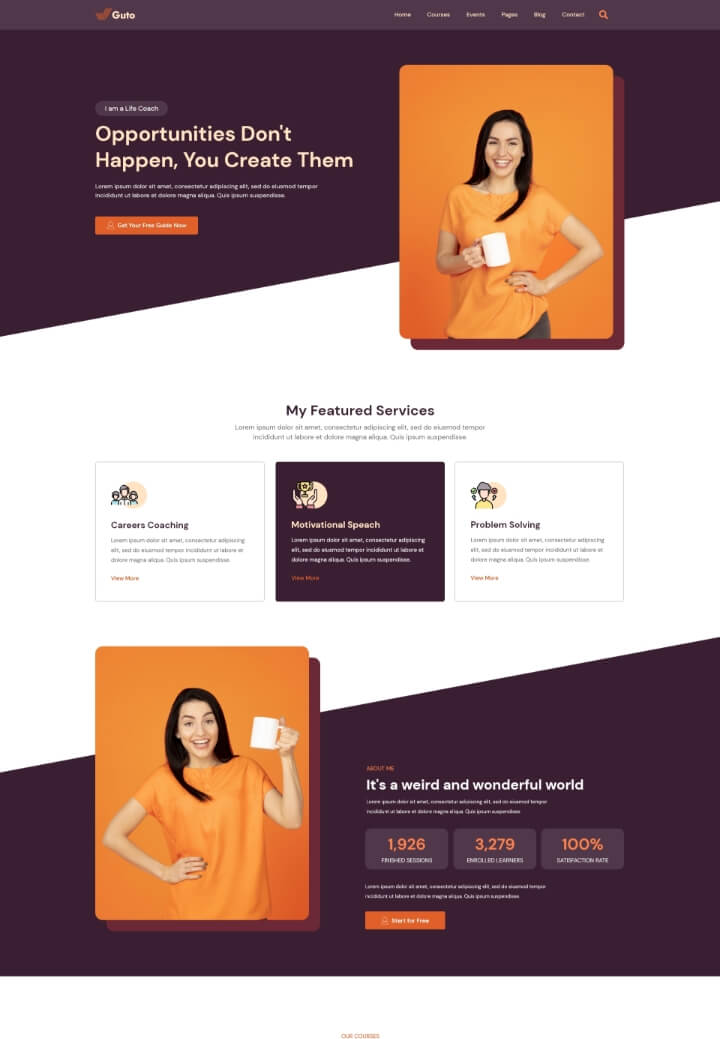 Guto
Home Courses Events Pages Blog Contact
I am a Life Coach
Opportunities Don't
Happen, You Create Them
Lorem ipsum dolor sit amet, consectetur adipiscing elit, sed do eiusmod tempor
incididunt ut labore et dolore magna aliqua. Quis ipsum suspendisse.
Get Your Free Guide Now
My Featured Services
Lorem ipsum dolor sit amet, consectetur adipiscing elit, sed do eiusmod tempor
incididunt ut labore et dolore magna aliqua. Quis ipsum suspendisse
Careers Coaching
Lorem ipsum dolor sit amet, consectetur adipiscing
elit, sed do eiusmod tempor incididunt ut labore et
dolore magna aliqua. Quis ipsum suspendisse.
View More
Motivational Speach
Lorem ipsum dolor sit amet, consectetur adipiscing
elit, sed do eiusmod tempor incididunt ut labore et
dolore magna aliqua. Quis ipsum suspendisse.
View More
Problem Solving
Lorem ipsum dolor sit amet, consectetur adipiscing
elit, sed do eiusmod tempor incididunt ut labore et
dolore magna aliqua. Quis ipsum suspendisse.
View More
ABOUT ME
It's a weird and wonderful world
Lorem ipsum dolor sit amet, consectetur adipiscing elit, sed do eiusmod tempor
incididunt ut labore et dolore magna aliqua. Quis ipsum suspendisse.
1,926
FINISHED SESSIONS
3,279
ENROLLED LEARNERS
100%
SATISFACTION RATE
Lorem ipsum dolor sit amet, consectetur adipiscing elit, sed do eiusmod tempor
incididunt ut labore et dolore magna aliqua. Quis ipsum suspendisse.
Start for Free
OUR COURSES